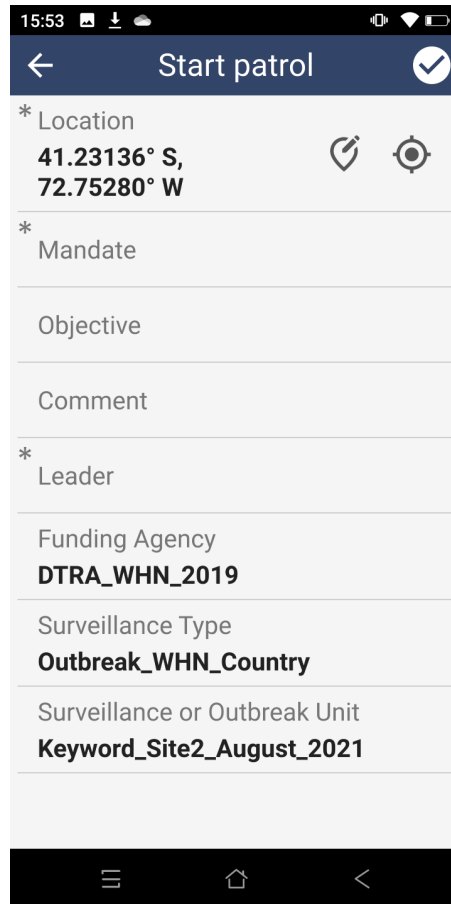 15:53
Start patrol
* Location
41.23136° S,
72.75280° W
* Mandate
Objective
Comment
* Leader
Funding Agency
DTRA_WHN_2019
Surveillance Type
Outbreak_WHN_Country
Surveillance or Outbreak Unit
Keyword_Site2_August_2021